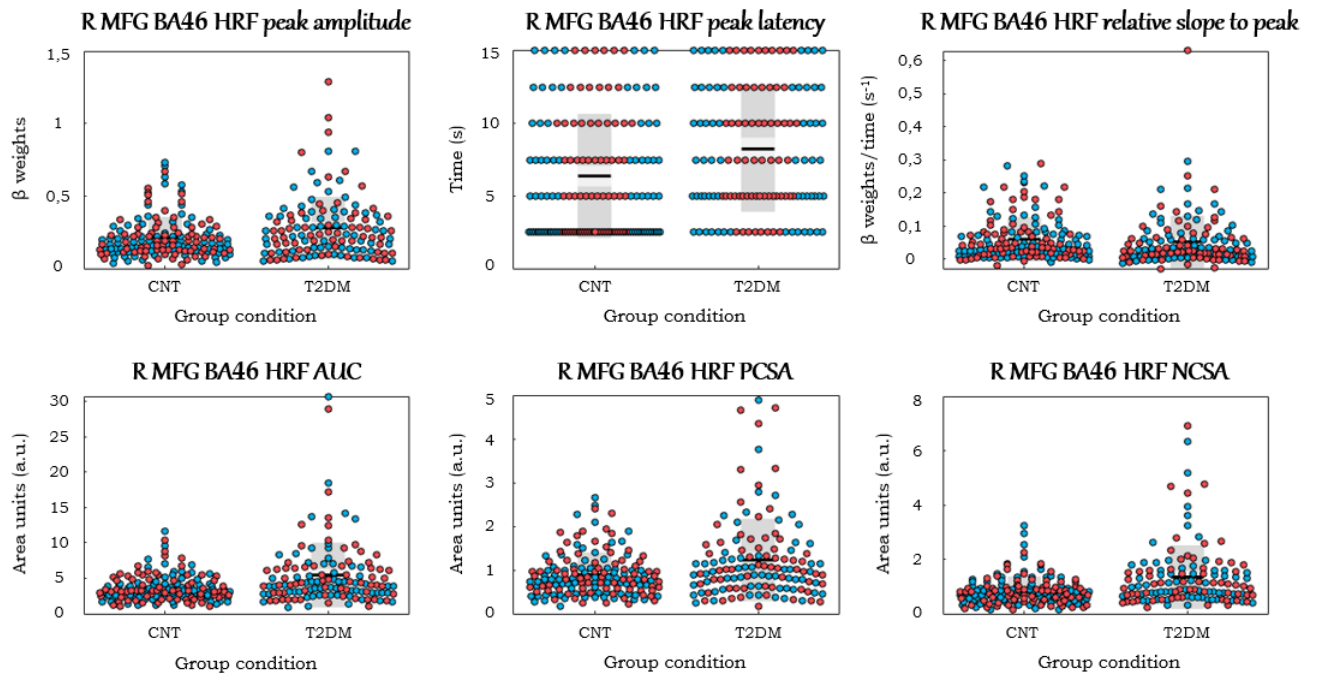 R MFG BA46 HRF peak amplitude
β weights
1,5
1
0,5
0
CNT
T2DM
Group condition
R MFG BA46 HRF peak latency
Time (s)
15
10
5
0
CNT
T2DM
Group condition
R MFG BA46 HRF relative slope to peak
β weights/time (s⁻¹)
0,6
0,5
0,4
0,3
0,2
0,1
0
CNT
T2DM
Group condition
R MFG BA46 HRF AUC
Area units (a.u.)
30
25
20
15
10
5
0
CNT
T2DM
Group condition
R MFG BA46 HRF PCSA
Area units (a.u.)
5
4
3
2
1
0
CNT
T2DM
Group condition
R MFG BA46 HRF NCSA
Area units (a.u.)
8
6
4
2
0
CNT
T2DM
Group condition